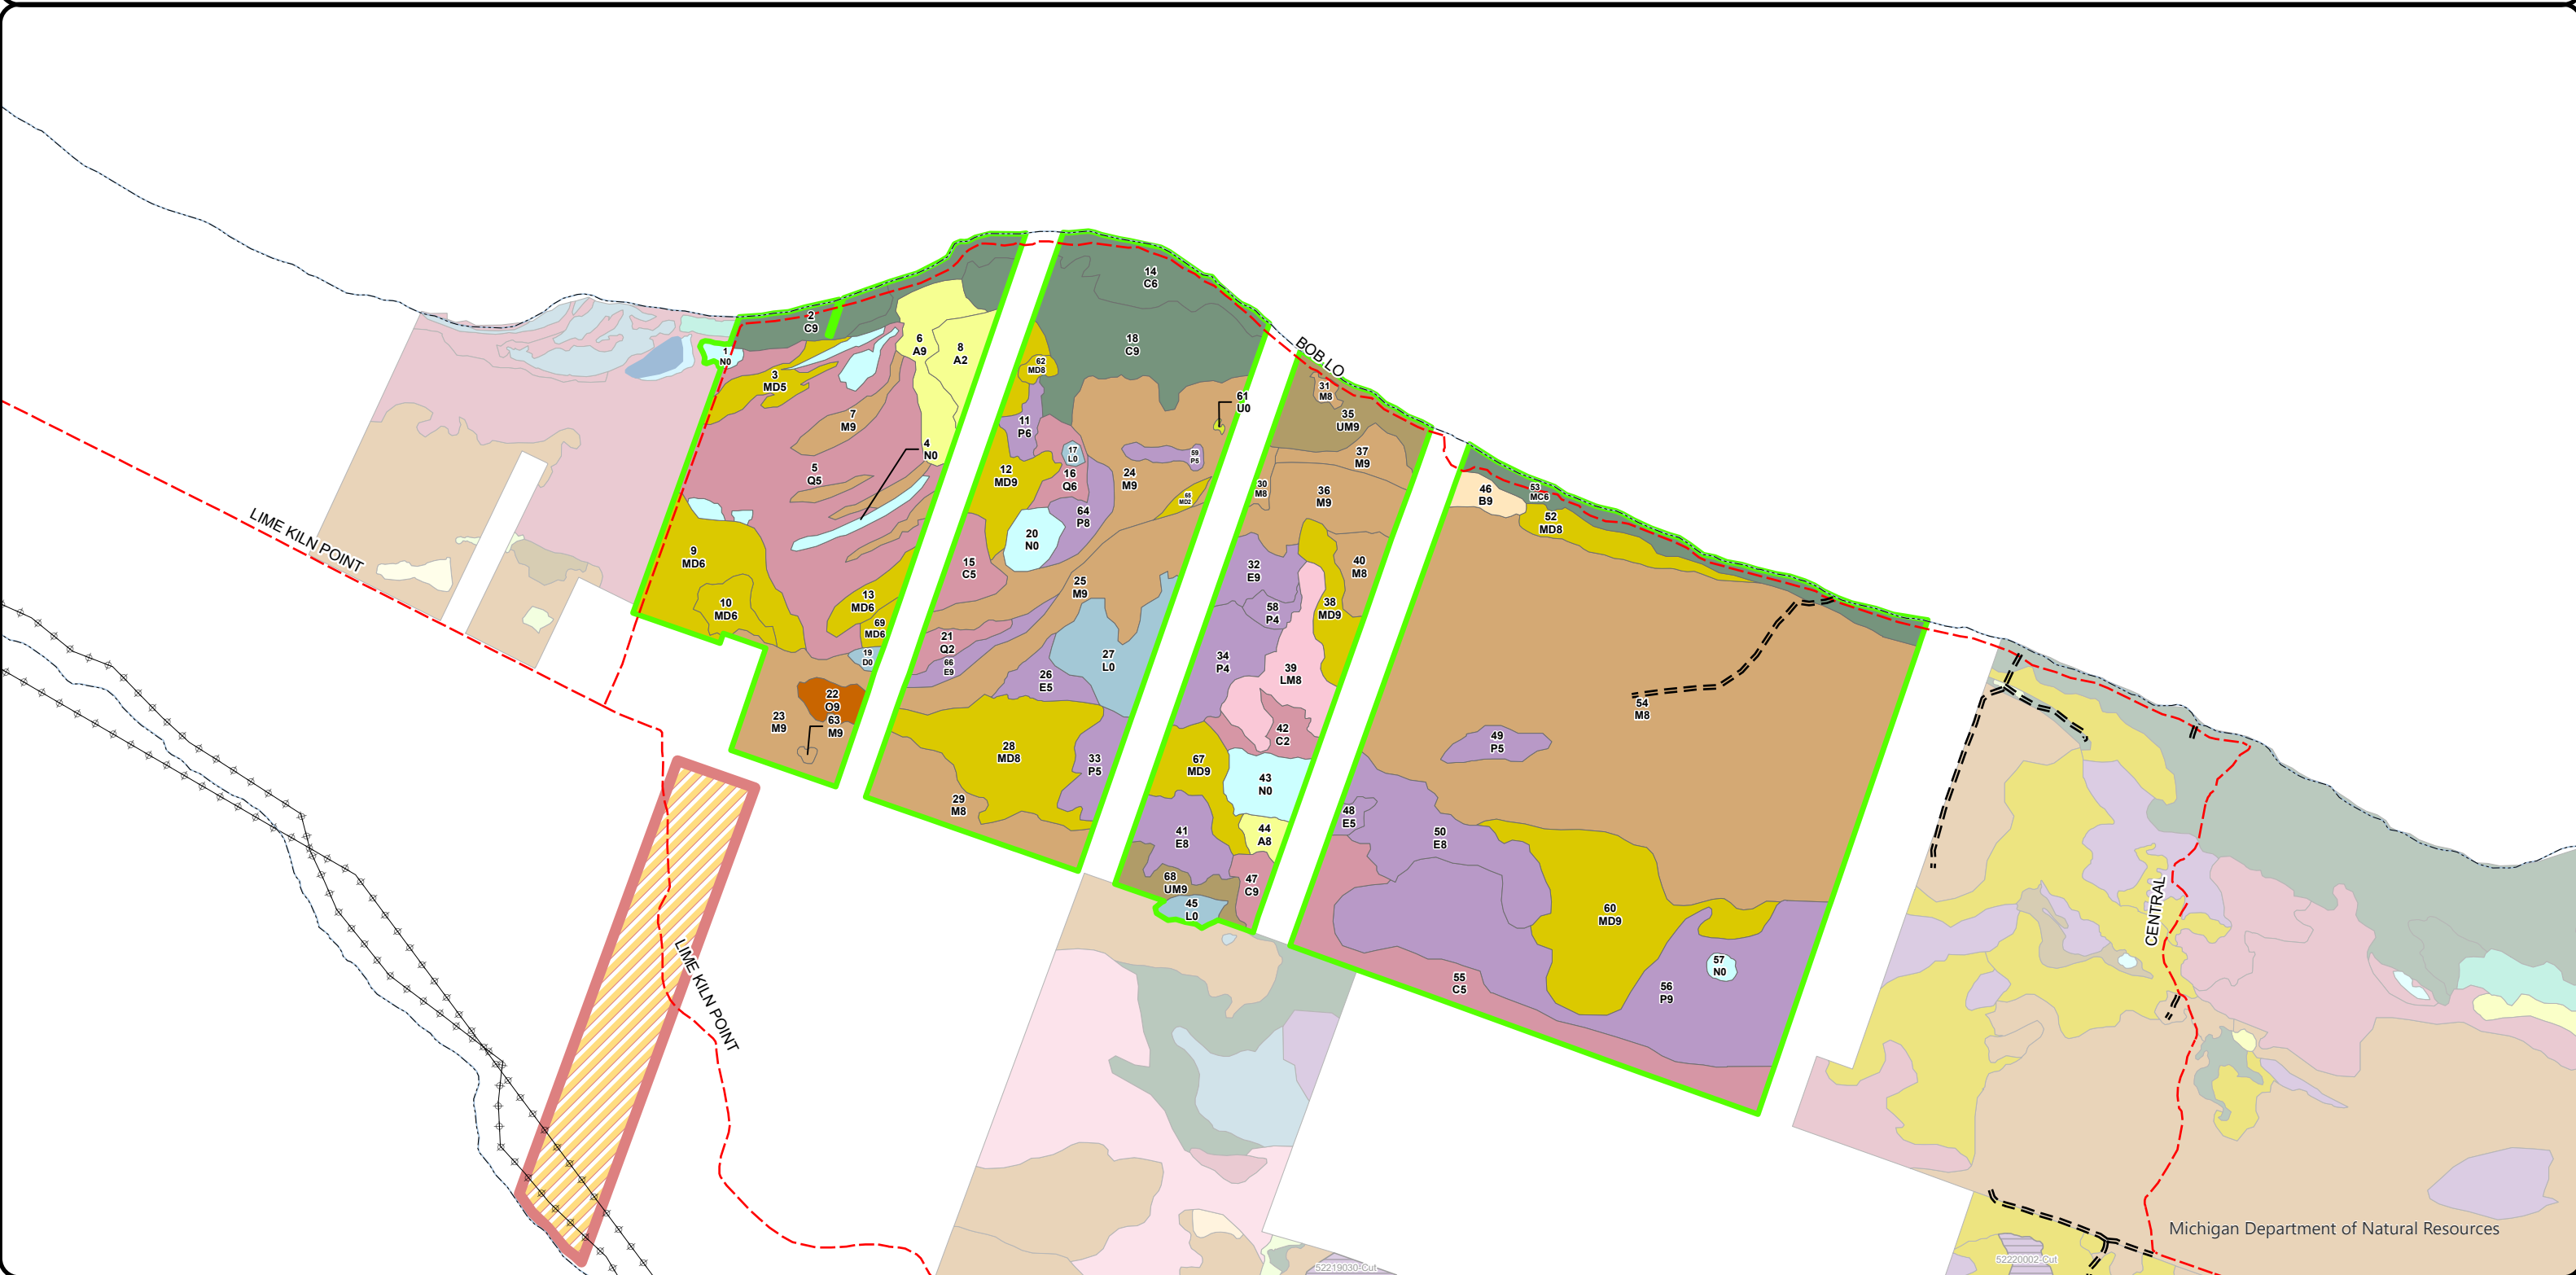 14
C6
2
C9
BOB LO
6
A9
8
A2
18
C9
1
N0
62
MD8
3
MD5
31
M8
61
U0
7
M9
35
UM9
11
P6
4
N0
17
L0
59
P5
37
M9
5
Q5
12
MD9
16
Q6
24
M9
30
M8
36
M9
46
B9
53
MC6
65
MD2
52
MD8
64
P8
20
N0
LIME KILN POINT
9
MD6
15
C5
32
E9
40
M8
25
M9
10
MD6
13
MD6
58
P4
38
MD9
69
MD6
21
Q2
19
D0
66
E9
27
L0
34
P4
39
LM8
26
E5
22
O9
63
M9
23
M9
54
M8
42
C2
49
P5
28
MD8
33
P5
67
MD9
43
N0
29
M8
48
E5
41
E8
44
A8
50
E8
68
UM9
47
C9
45
L0
60
MD9
CENTRAL
57
N0
55
C5
56
P9
LIME KILN POINT
Michigan Department of Natural Resources
52219030-Cut
52220002-Cut